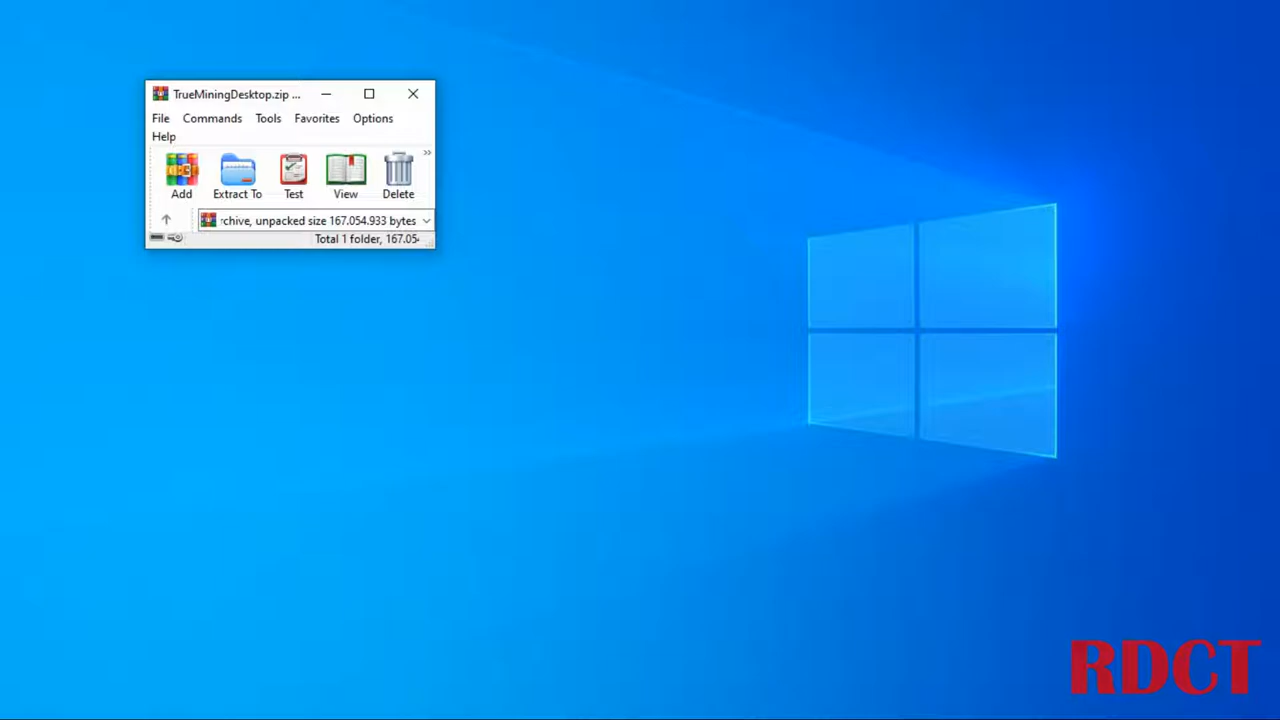 TrueMiningDesktop.zip ...
File Commands Tools Favorites Options
Help
Add Extract To Test View Delete
chive, unpacked size 167.054.933 bytes
Total 1 folder, 167.05
RDCT